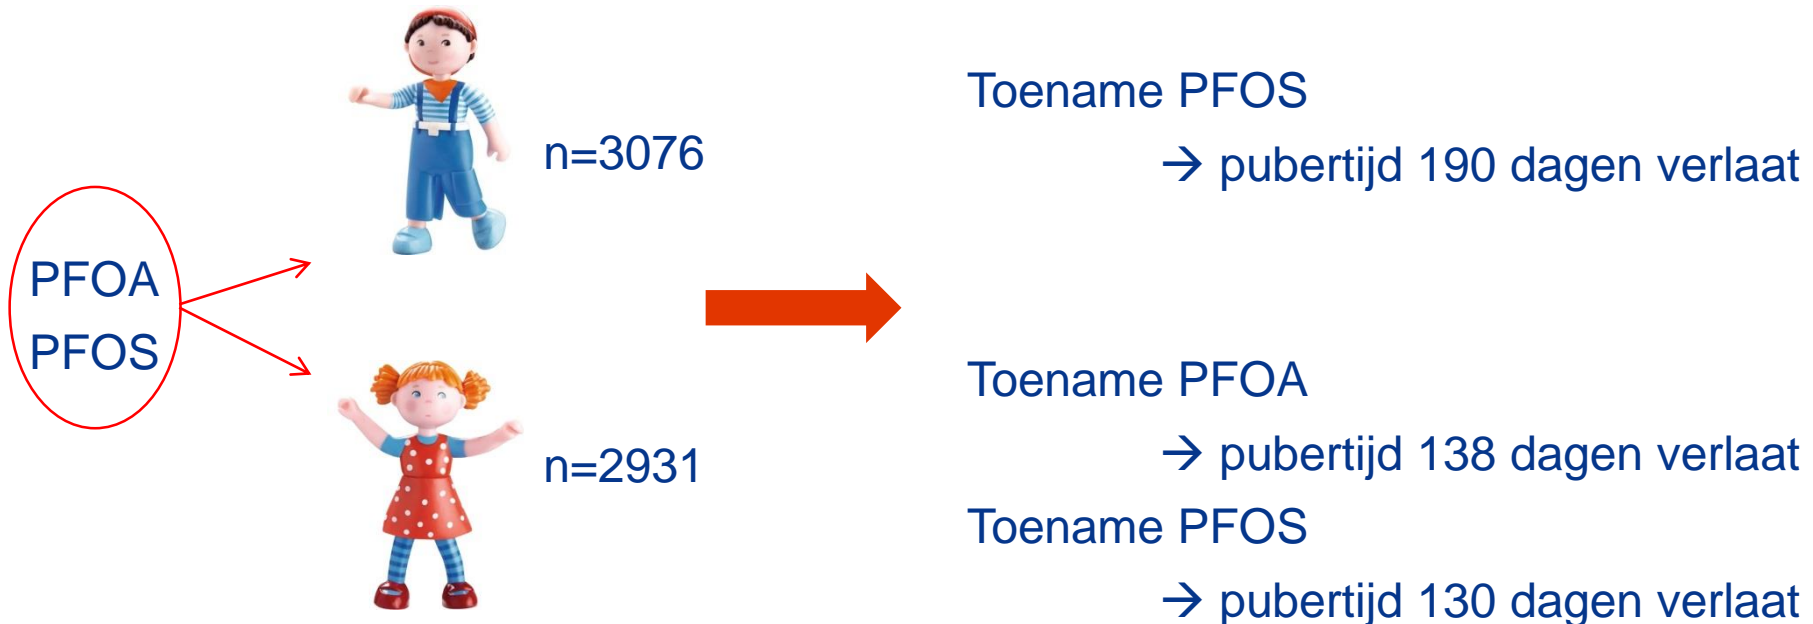 PFOA
PFOS
n=3076
n=2931
Toename PFOS
→ pubertijd 190 dagen verlaat
Toename PFOA
→ pubertijd 138 dagen verlaat
Toename PFOS
→ pubertijd 130 dagen verlaat